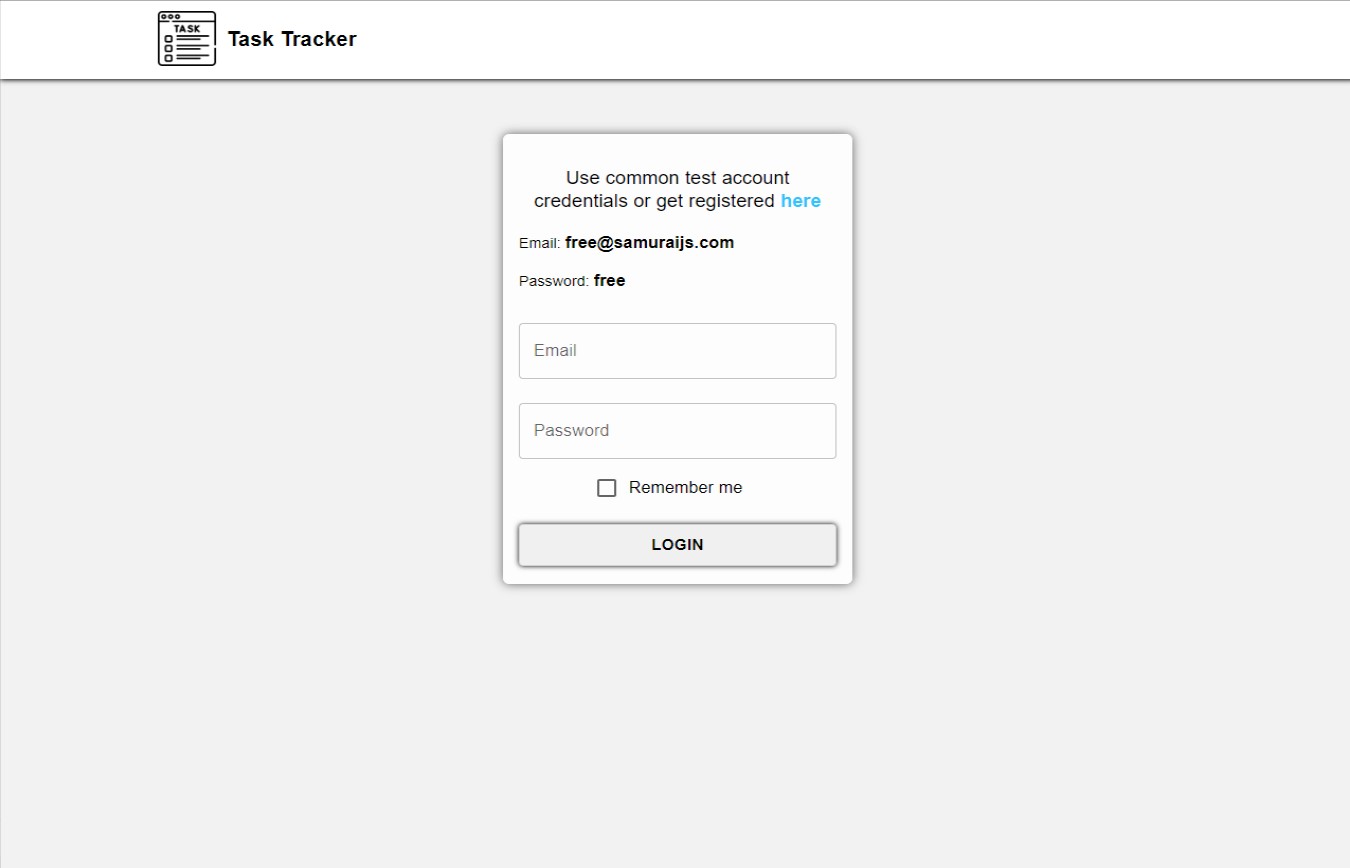 TASK
Task Tracker
Use common test account
credentials or get registered here
Email: free@samuraijs.com
Password: free
Email
Password
Remember me
LOGIN